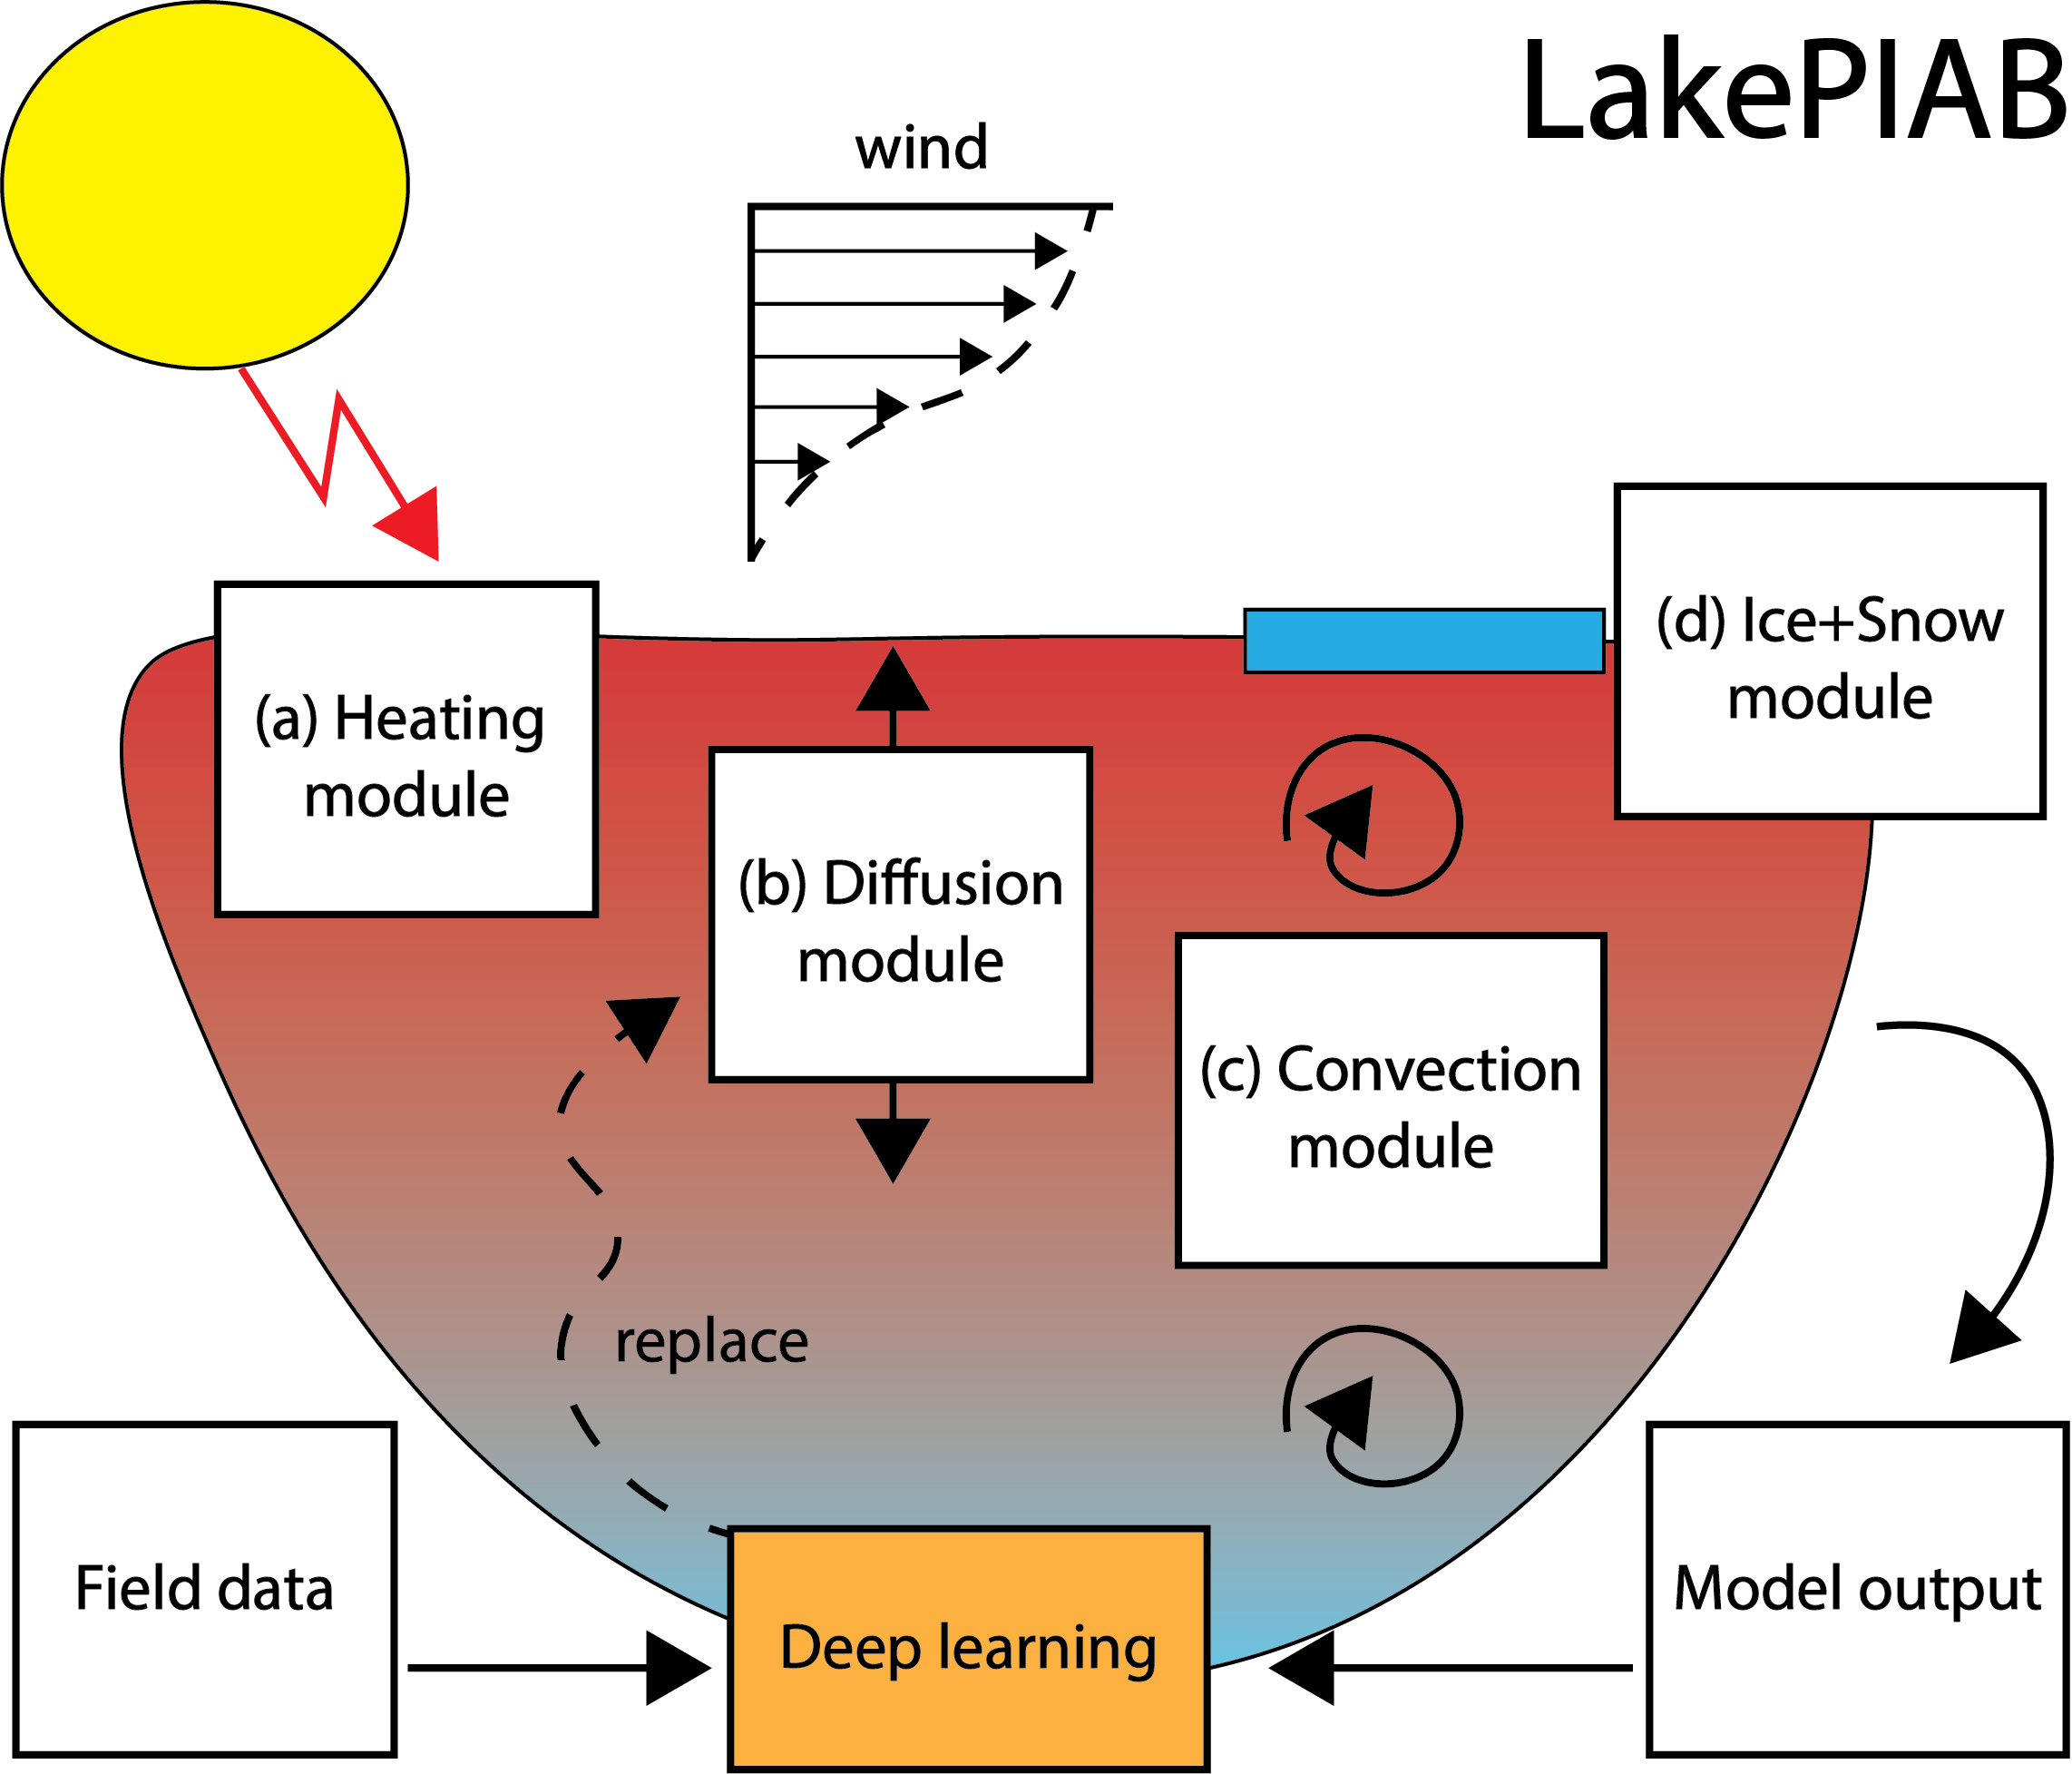 LakePIAB
wind
(a) Heating
module
(b) Diffusion
module
(c) Convection
module
(d) Ice+Snow
module
replace
Field data
Deep learning
Model output